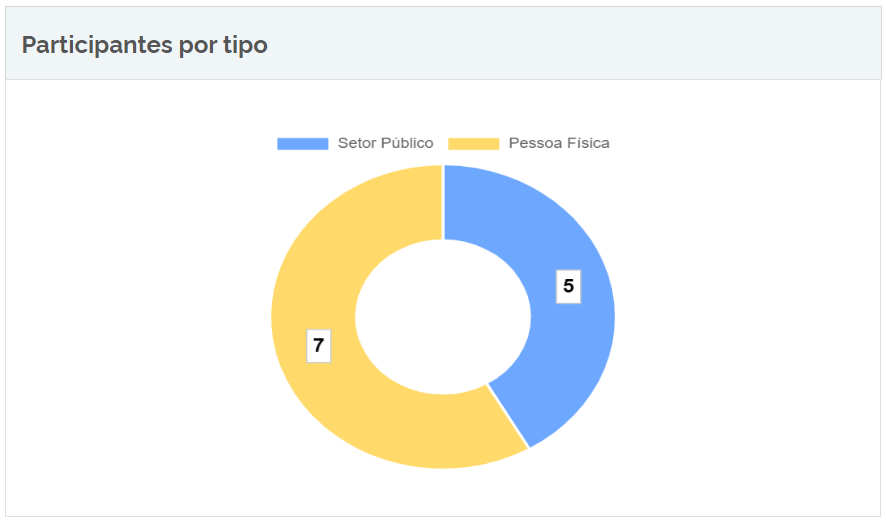 Participantes por tipo
Setor Público Pessoa Física
5
7